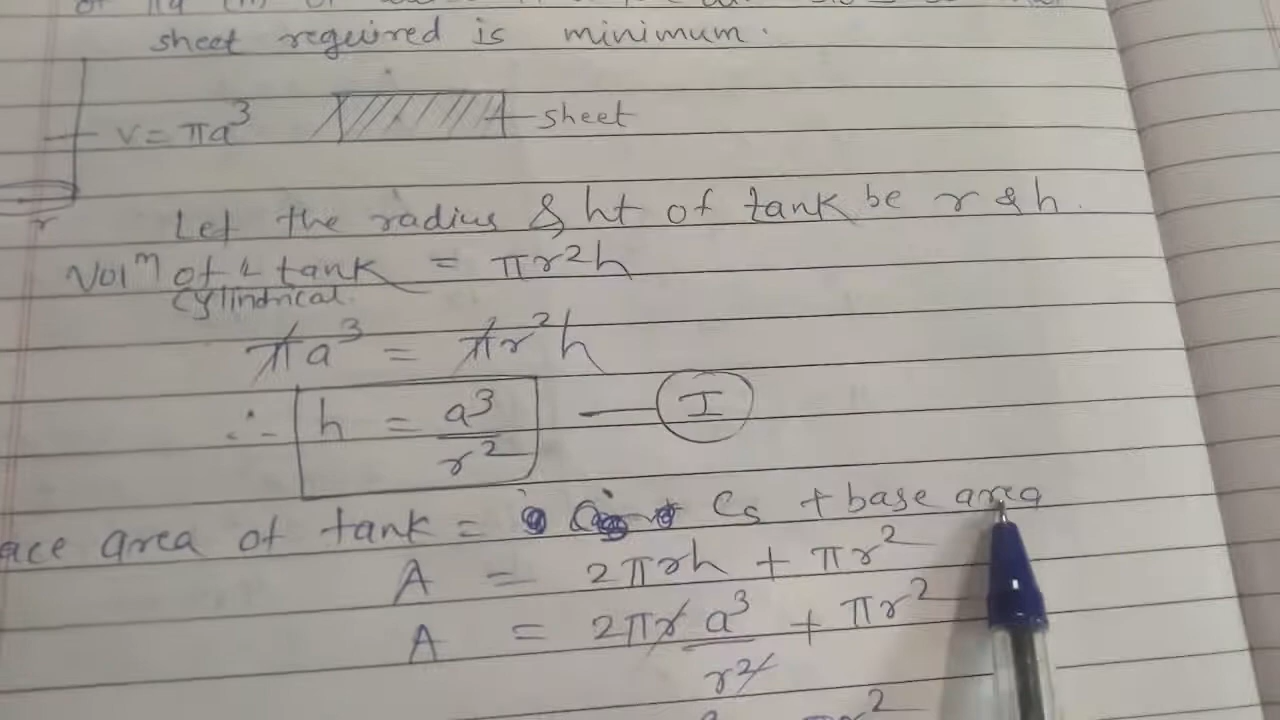 sheet required is minimum.
V = πa³
sheet
r
Let the radius & ht of tank be r & h.
Volᵐ of tank = πr²h
cylindrical.
πa³ = πr²h
∴ h = a³/r² — I
ace area of tank = Cs + base area
A = 2πrh + πr²
A = 2πr a³/r² + πr²